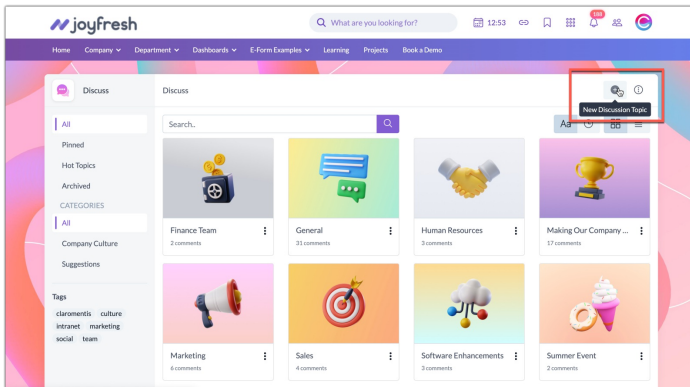 joyfresh
What are you looking for?
12:53
188
Home Company Department Dashboards E-Form Examples Learning Projects Book a Demo
Discuss
Discuss
New Discussion Topic
All
Search..
Aa
Pinned
Hot Topics
Archived
CATEGORIES
All
Company Culture
Suggestions
Tags
claromentis culture
intranet marketing
social team
Finance Team
2 comments
General
31 comments
Human Resources
3 comments
Making Our Company ...
17 comments
Marketing
6 comments
Sales
4 comments
Software Enhancements
3 comments
Summer Event
2 comments